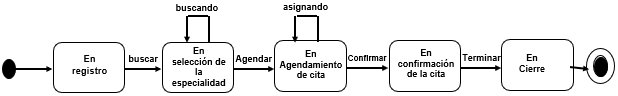 buscando
asignando
En
registro
buscar
En
selección de
la
especialidad
Agendar
En
Agendamiento
de cita
Confirmar
En
confirmación
de la cita
Terminar
En
Cierre